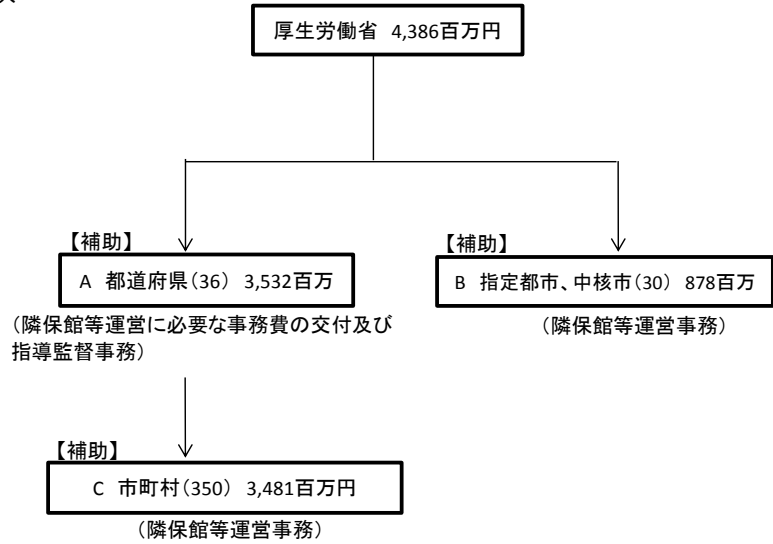 厚生労働省 4,386百万円
【補助】
A 都道府県(36) 3,532百万
(隣保館等運営に必要な事務費の交付及び
指導監督事務)
【補助】
B 指定都市、中核市(30) 878百万
(隣保館等運営事務)
【補助】
C 市町村(350) 3,481百万円
(隣保館等運営事務)